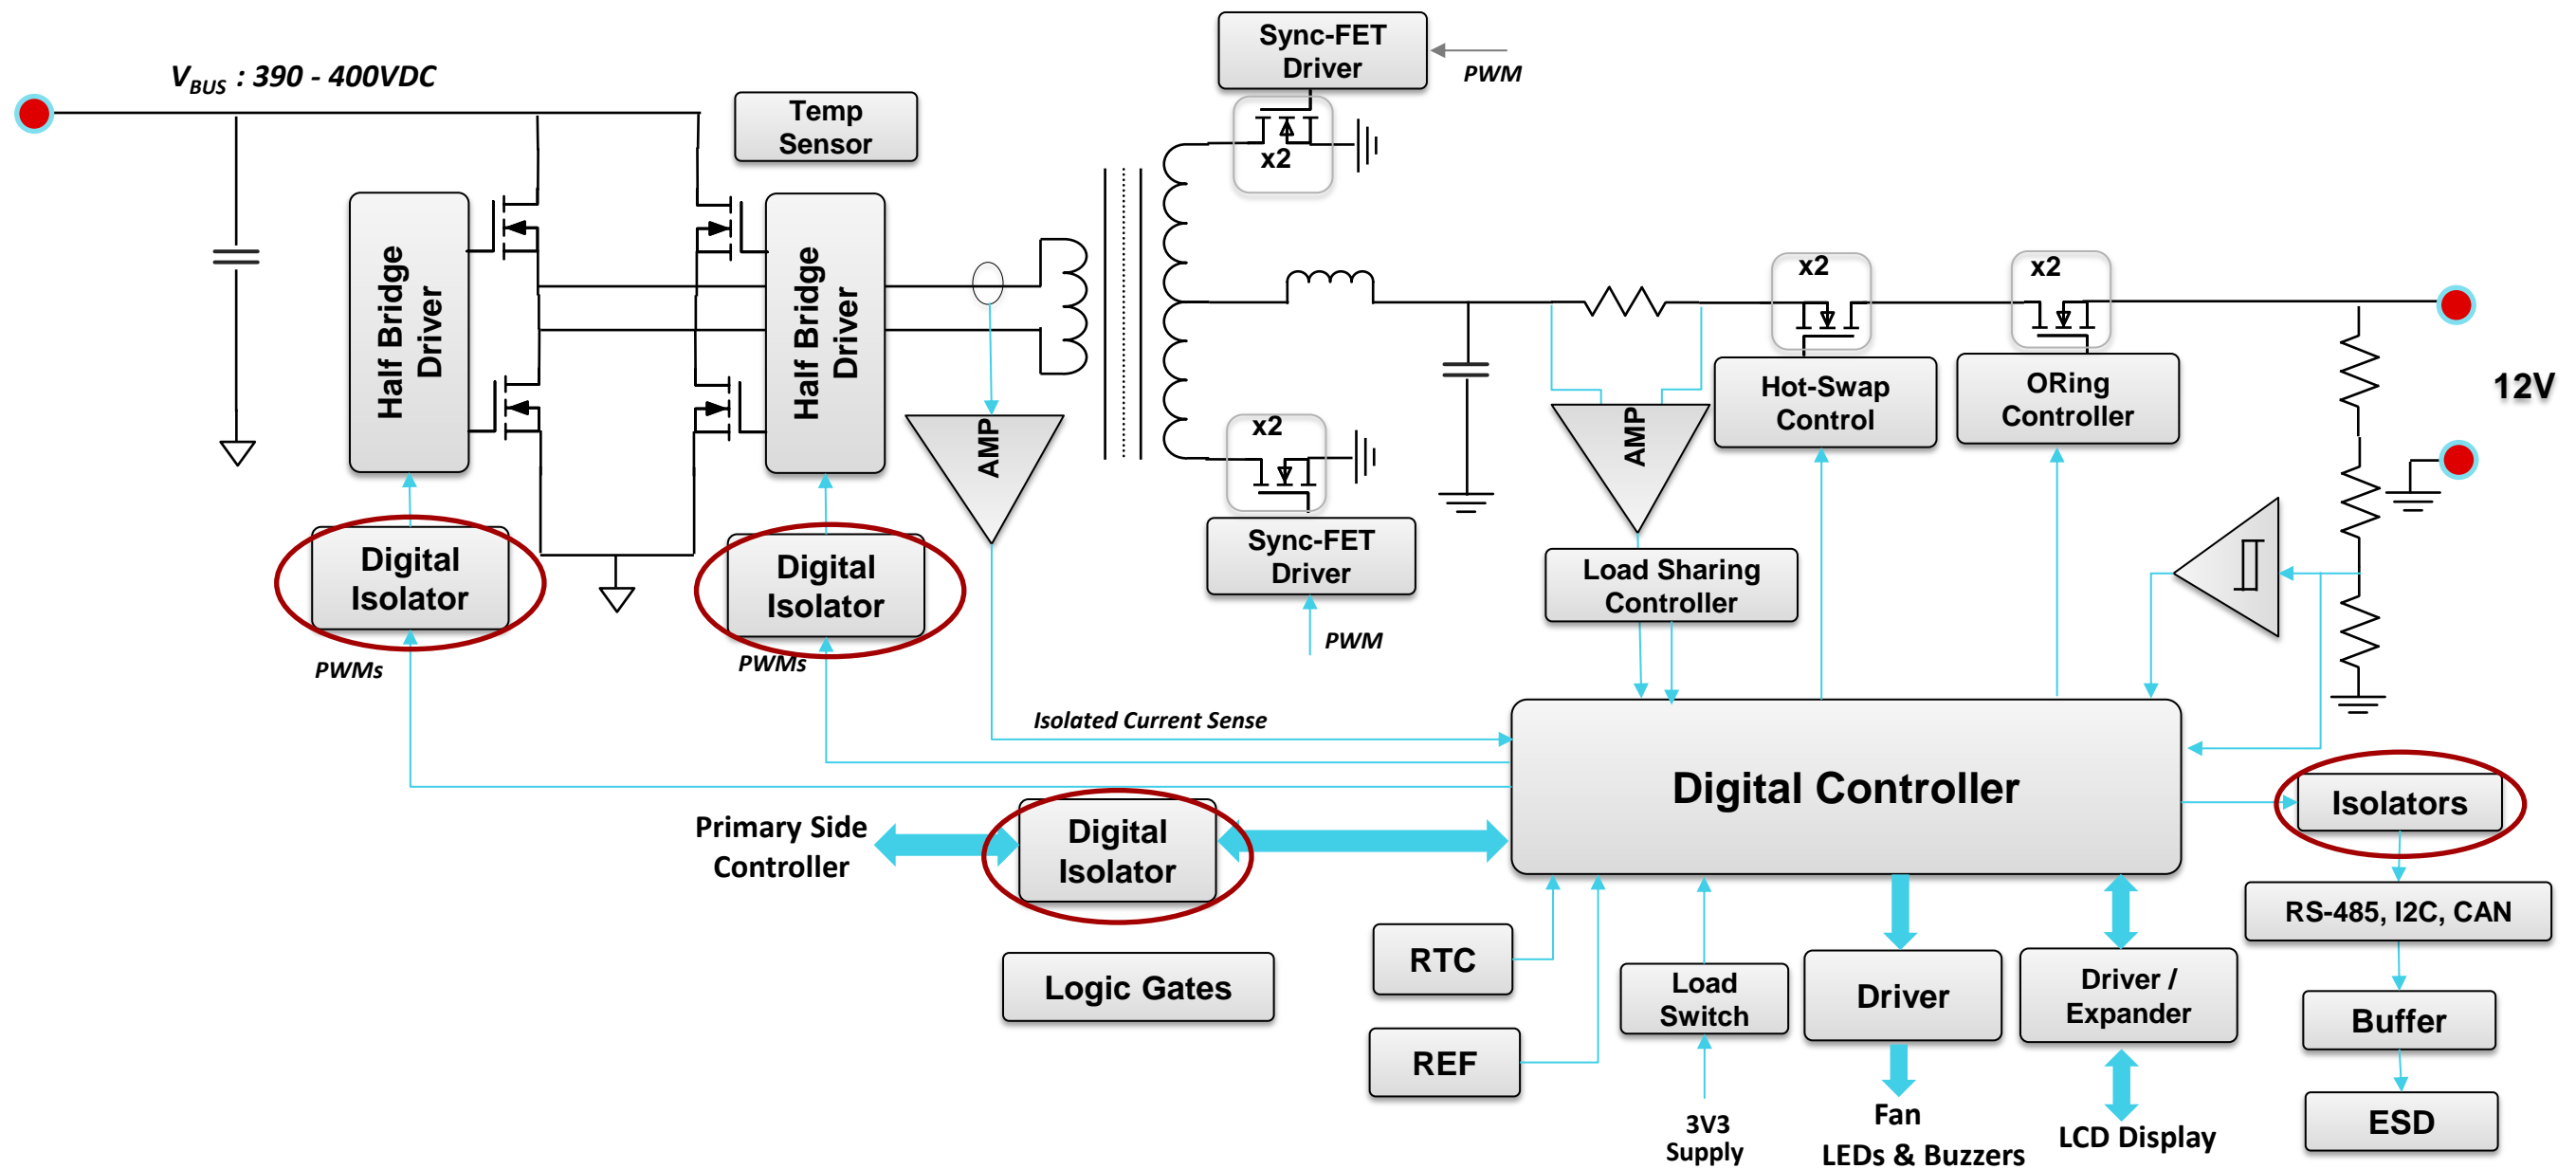 Sync-FET
Driver
PWM
V_BUS : 390 - 400VDC
Temp
Sensor
x2
Half Bridge
Driver
Half Bridge
Driver
x2
x2
AMP
AMP
Hot-Swap
Control
ORing
Controller
12V
x2
Sync-FET
Driver
PWM
Digital
Isolator
Digital
Isolator
Load Sharing
Controller
PWMs
PWMs
Isolated Current Sense
Digital Controller
Isolators
Primary Side
Controller
Digital
Isolator
RS-485, I2C, CAN
RTC
Logic Gates
Load
Switch
Driver
Driver /
Expander
Buffer
REF
3V3
Supply
Fan
LEDs & Buzzers
LCD Display
ESD